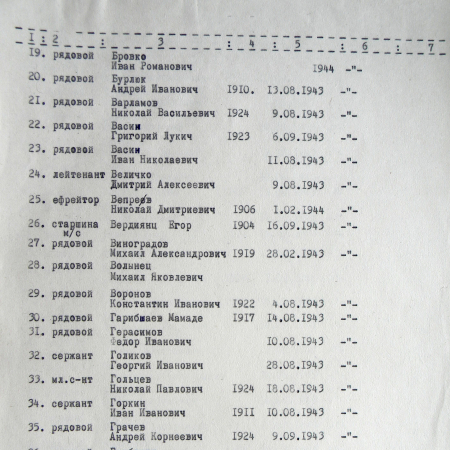 1 : 2 : 3 : 4 : 5 : 6 : 7
19. рядовой Бровко
Иван Романович 1944 -"-
20. рядовой Бурлек
Андрей Иванович 1910. 13.08.1943 -"-
21. рядовой Варламов
Николай Васильевич 1924 9.08.1943 -"-
22. рядовой Васин
Григорий Лукич 1923 6.09.1943 -"-
23. рядовой Васин
Иван Николаевич 11.08.1943 -"-
24. лейтенант Величко
Дмитрий Алексеевич 9.08.1943 -"-
25. ефрейтор Вепрев
Николай Дмитриевич 1906 1.02.1944 -"-
26. старшина Вердиянц Егор 1904 16.09.1943 -"-
м/с
27. рядовой Виноградов
Михаил Александрович 1919 28.02.1943 -"-
28. рядовой Волынец
Михаил Яковлевич
29. рядовой Воронов
Константин Иванович 1922 4.08.1943 -"-
30. рядовой Гарибшаев Мамаде 1917 14.08.1943 -"-
31. рядовой Герасимов
Федор Иванович 10.08.1943 -"-
32. сержант Голиков
Георгий Иванович 28.08.1943 -"-
33. мл.с-нт Гольцев
Николай Павлович 1924 18.08.1943 -"-
34. сержант Горкин
Иван Иванович 1911 10.08.1943 -"-
35. рядовой Грачев
Андрей Корнеевич 1924 9.09.1943 -"-